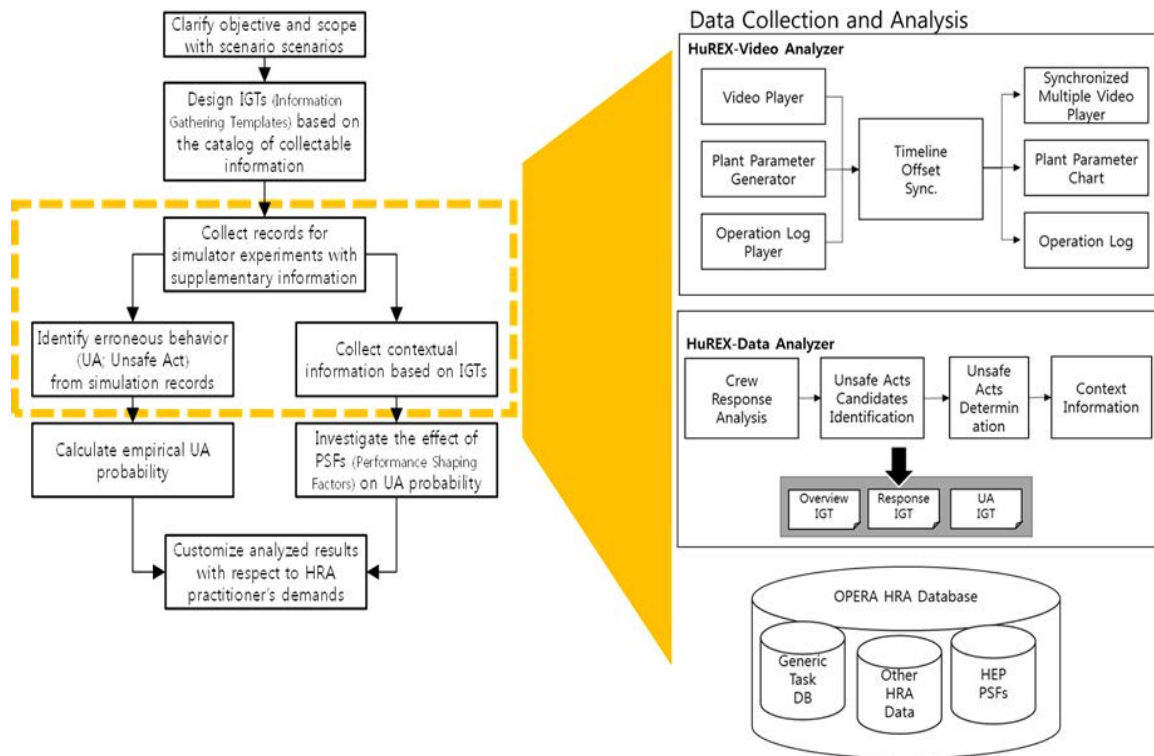 Clarify objective and scope
with scenario scenarios
Design IGTs (Information
Gathering Templates) based on
the catalog of collectable
information
Collect records for
simulator experiments with
supplementary information
Identify erroneous behavior
(UA; Unsafe Act)
from simulation records
Collect contextual
information based on IGTs
Calculate empirical UA
probability
Investigate the effect of
PSFs (Performance Shaping
Factors) on UA probability
Customize analyzed results
with respect to HRA
practitioner's demands
Data Collection and Analysis
HuREX-Video Analyzer
Video Player
Plant Parameter
Generator
Operation Log
Player
Timeline
Offset
Sync.
Synchronized
Multiple Video
Player
Plant Parameter
Chart
Operation Log
HuREX-Data Analyzer
Crew
Response
Analysis
Unsafe Acts
Candidates
Identification
Unsafe
Acts
Determin
ation
Context
Information
Overview
IGT
Response
IGT
UA
IGT
OPERA HRA Database
Generic
Task
DB
Other
HRA
Data
HEP
PSFs